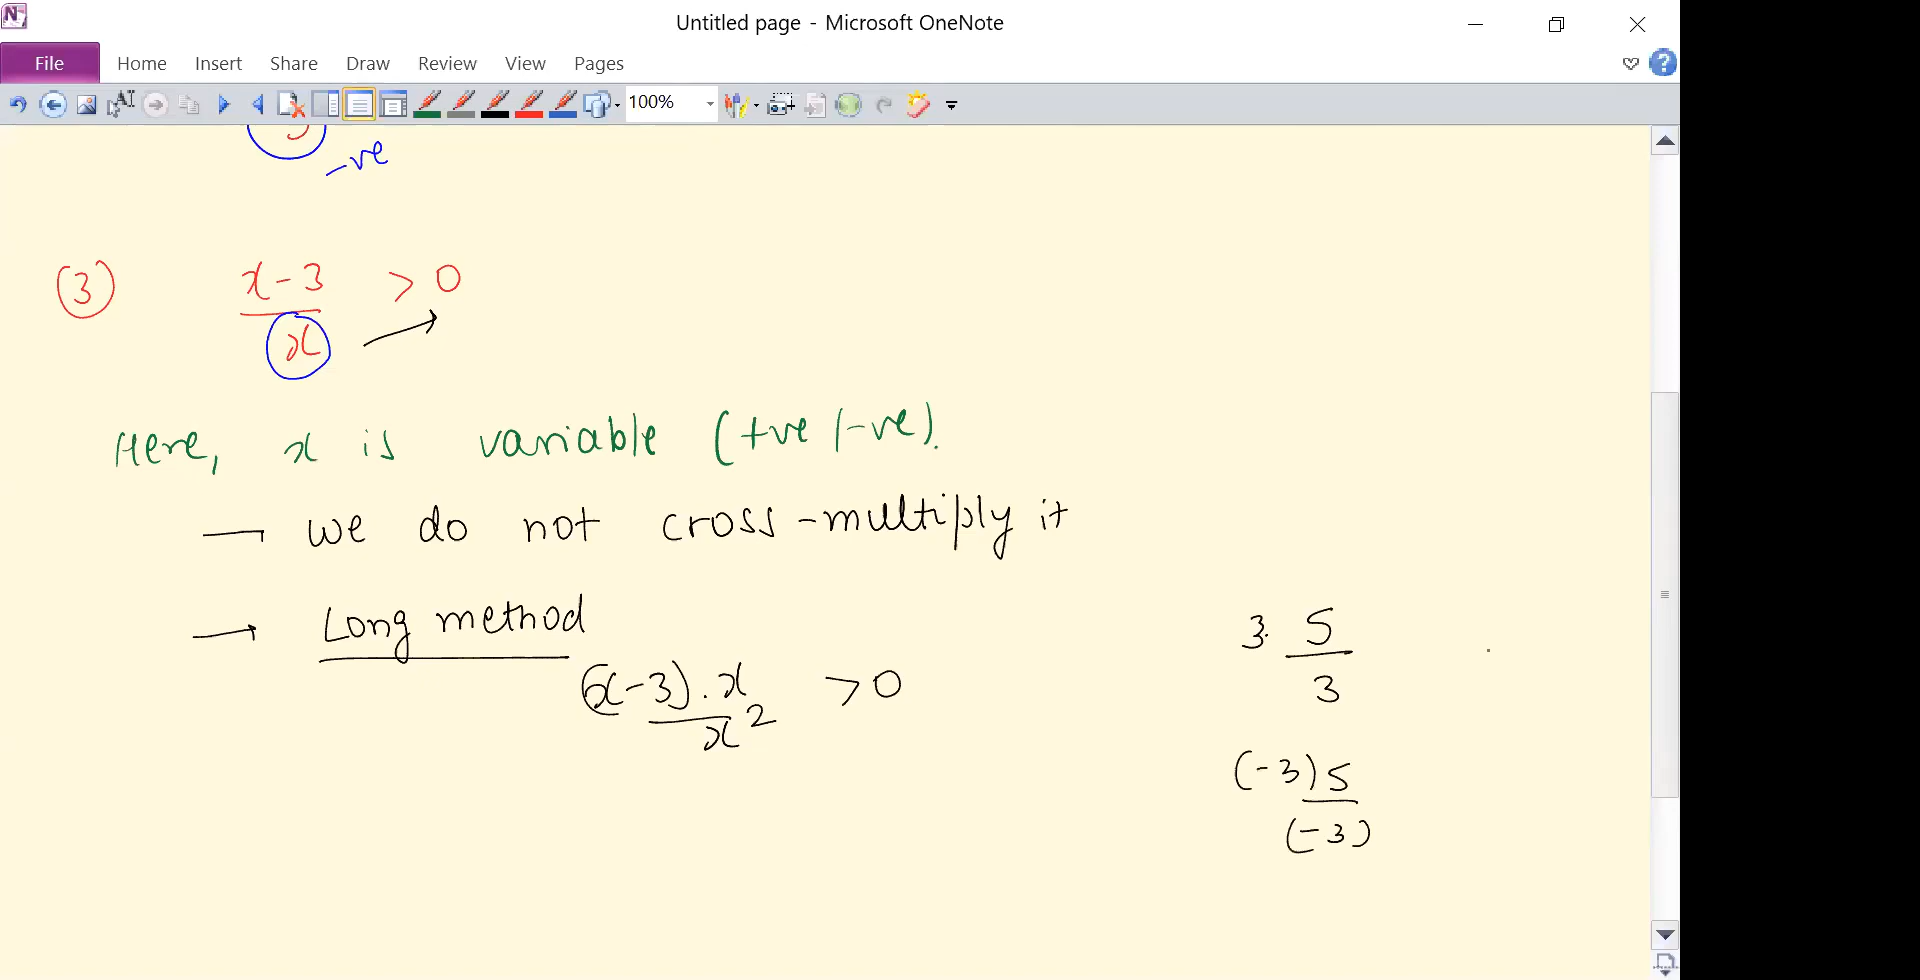 Untitled page - Microsoft OneNote
File Home Insert Share Draw Review View Pages
100%
-ve
(3) x-3 > 0
x
Here, x is variable (+ve/-ve).
— we do not cross-multiply it
→ Long method
(x-3).x > 0
x²
3. 5
3
(-3)5
(-3)